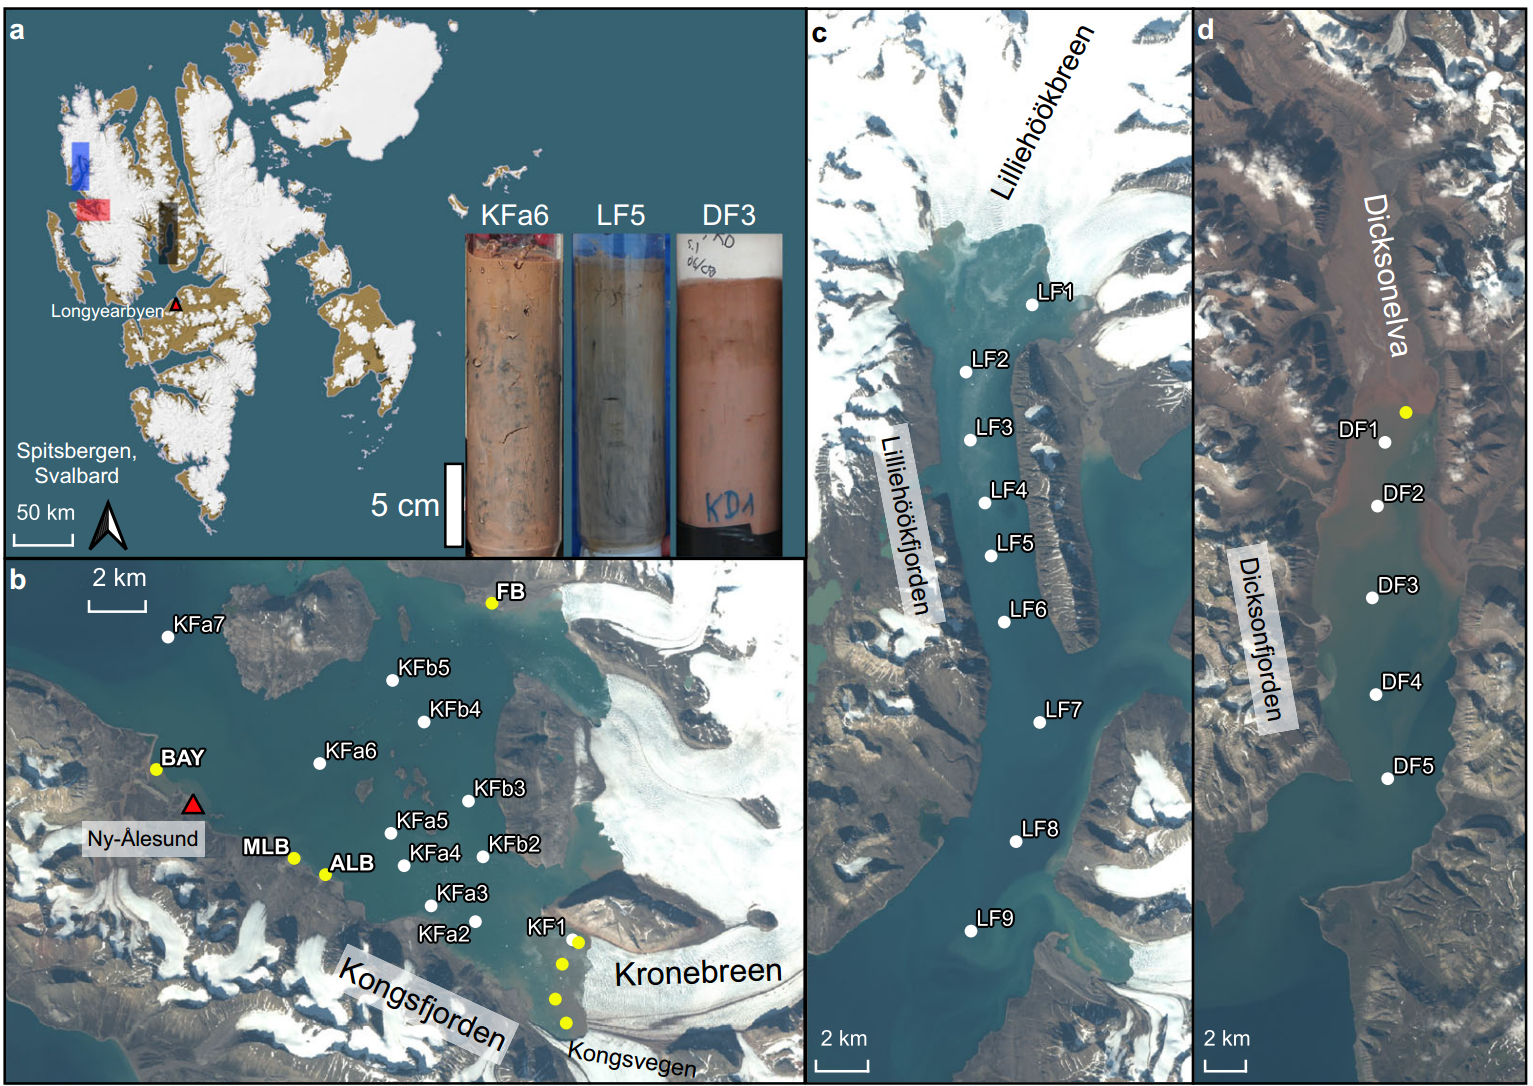 a
KFa6
LF5
DF3
KD1
Longyearbyen
Spitsbergen,
Svalbard
50 km
5 cm
b
2 km
FB
KFa7
KFb5
KFb4
KFa6
BAY
KFb3
Ny-Ålesund
KFa5
MLB
ALB
KFa4
KFb2
KFa3
KFa2
KF1
Kongsfjorden
Kronebreen
Kongsvegen
c
Lilliehöökbreen
LF1
LF2
LF3
Lilliehöökfjorden
LF4
LF5
LF6
LF7
LF8
LF9
2 km
d
Dicksonelva
DF1
DF2
DF3
Dicksonfjorden
DF4
DF5
2 km